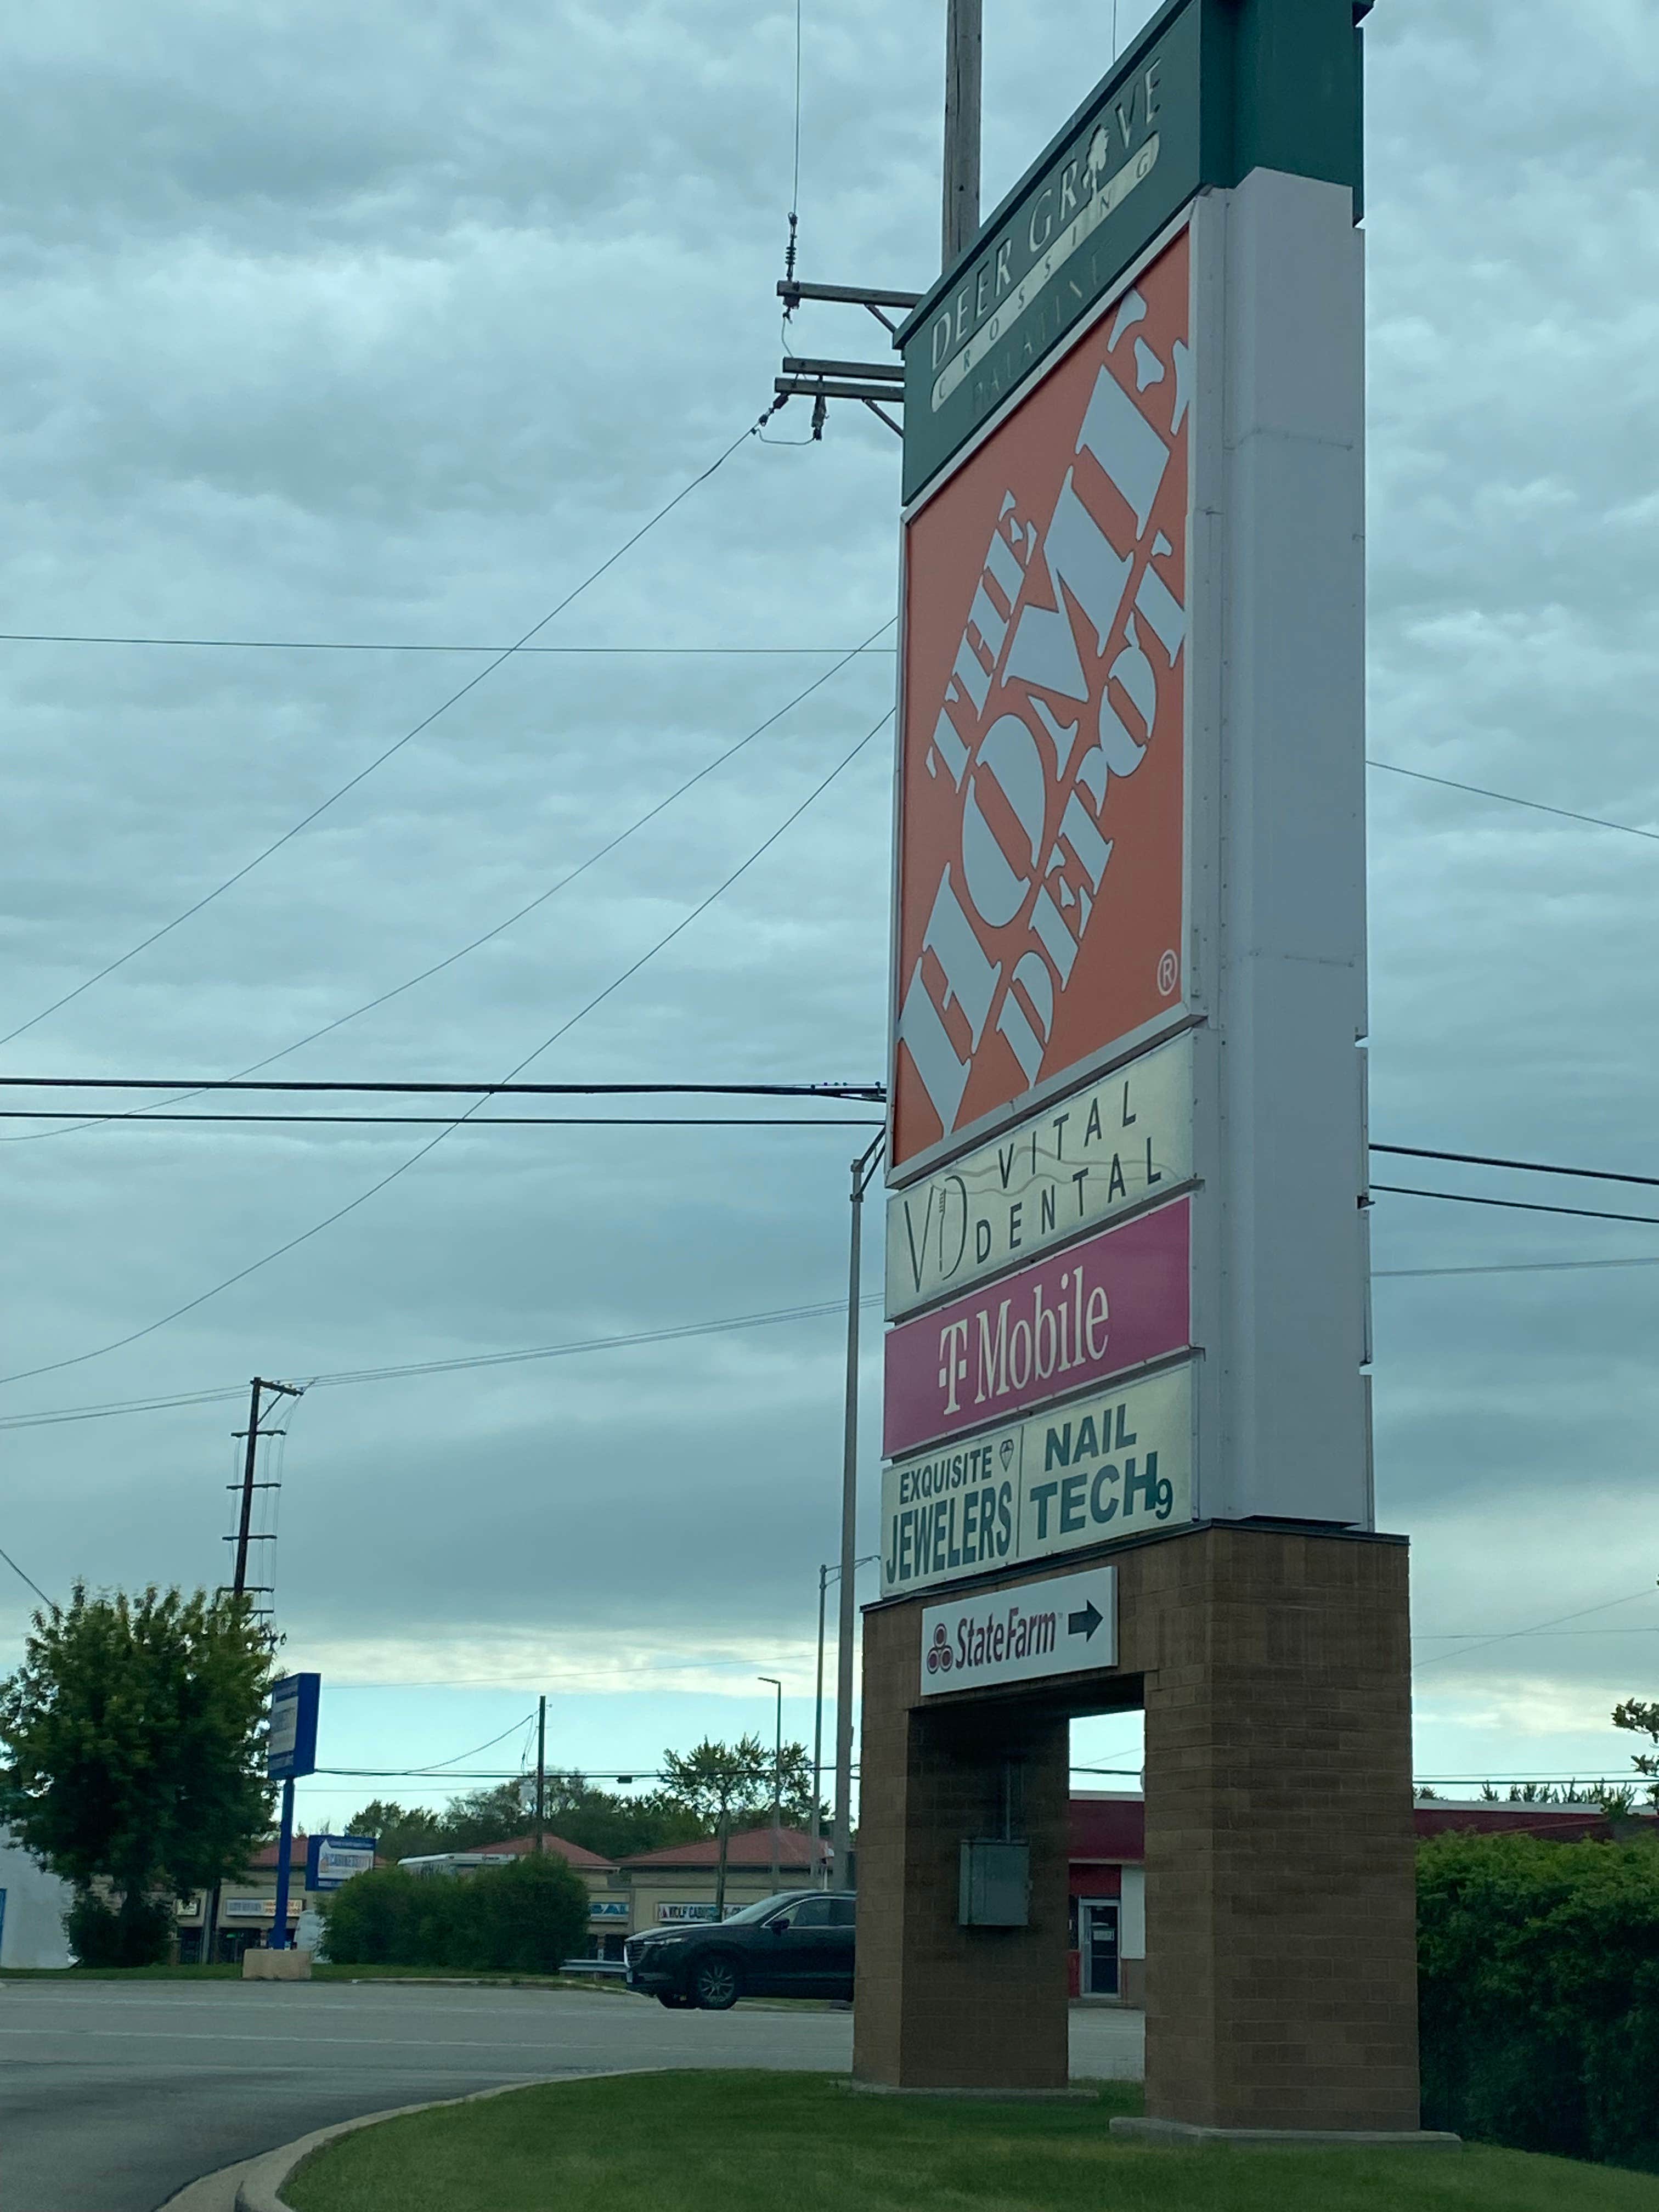 DEER GROVE
CROSSING
PALATINE
THE
HOME
DEPOT
®
VD VITAL
DENTAL
T Mobile
EXQUISITE
JEWELERS
NAIL
TECH9
StateFarm